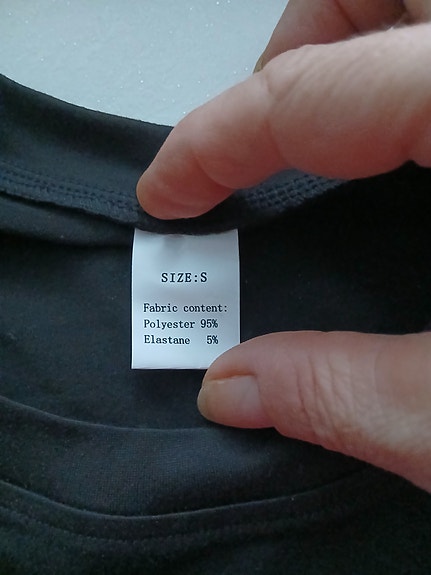 SIZE:S
Fabric content:
Polyester 95%
Elastane 5%